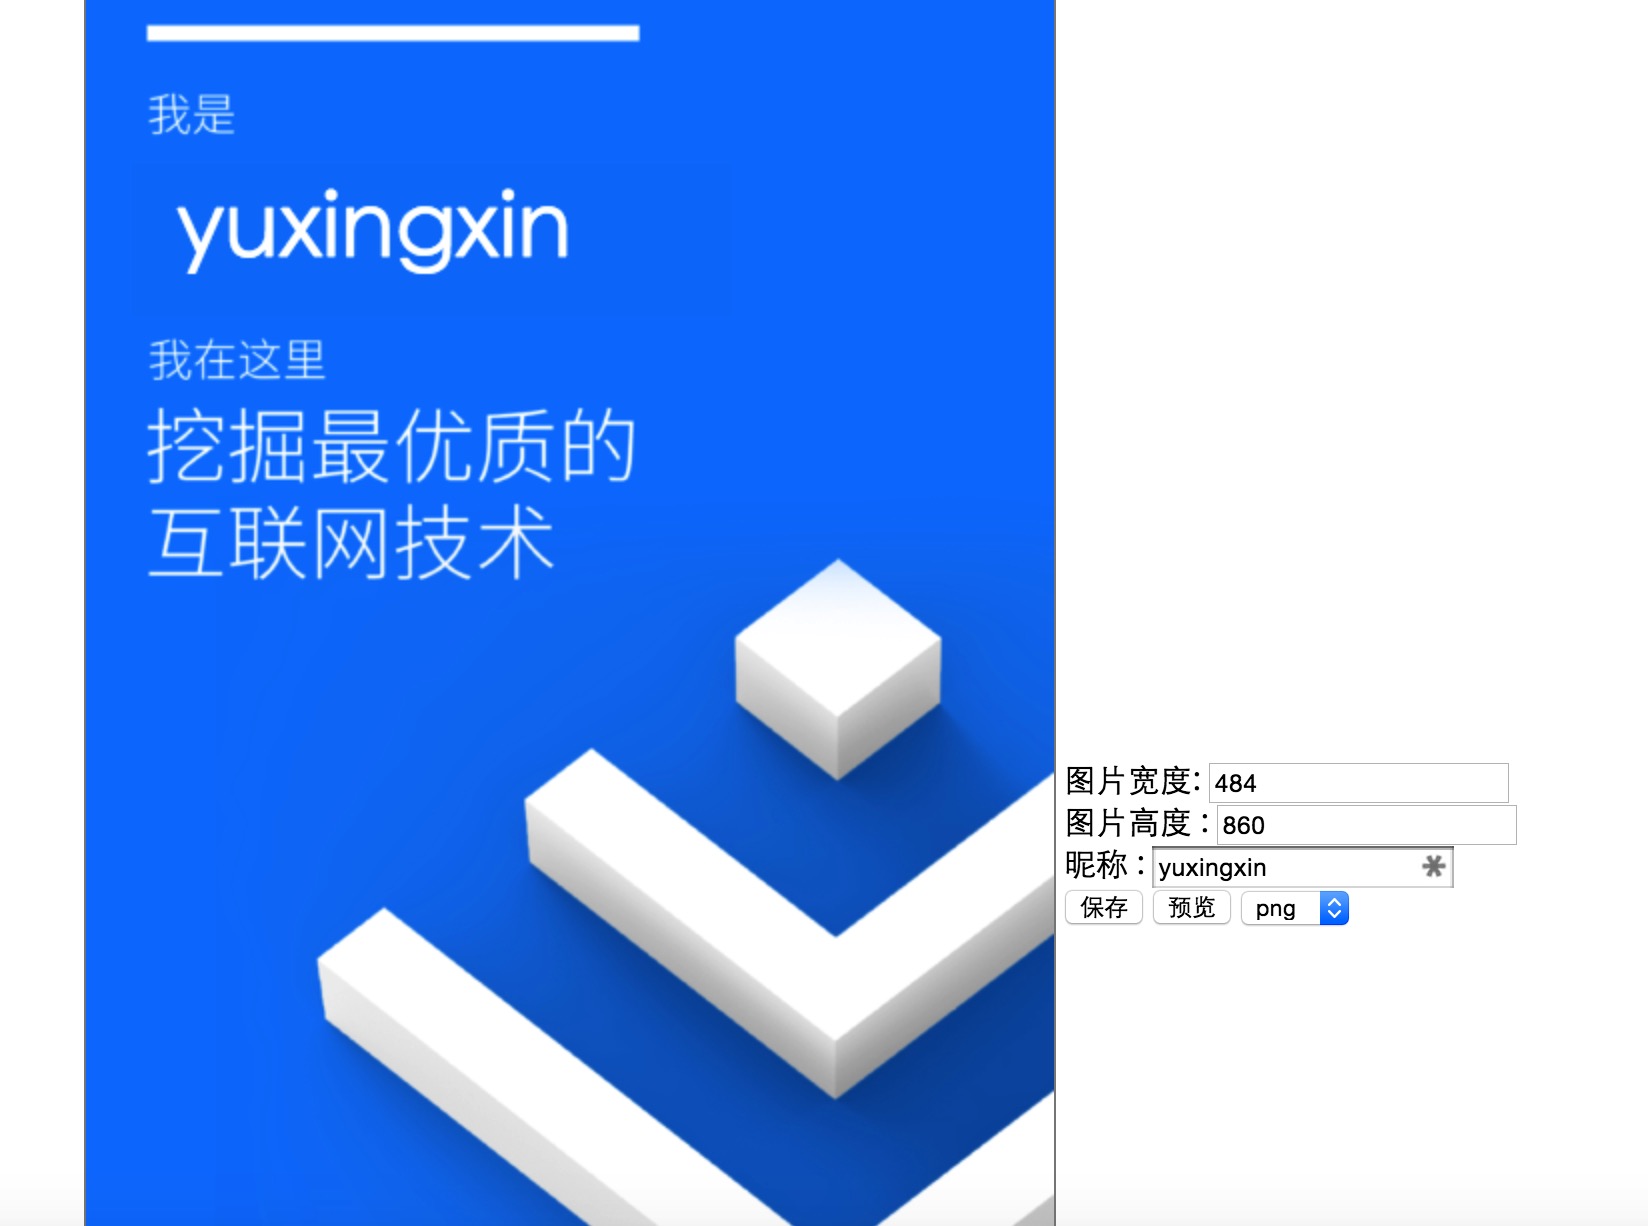 我是
yuxingxin
我在这里
挖掘最优质的
互联网技术
图片宽度: 484
图片高度：860
昵称：yuxingxin
保存 预览 png